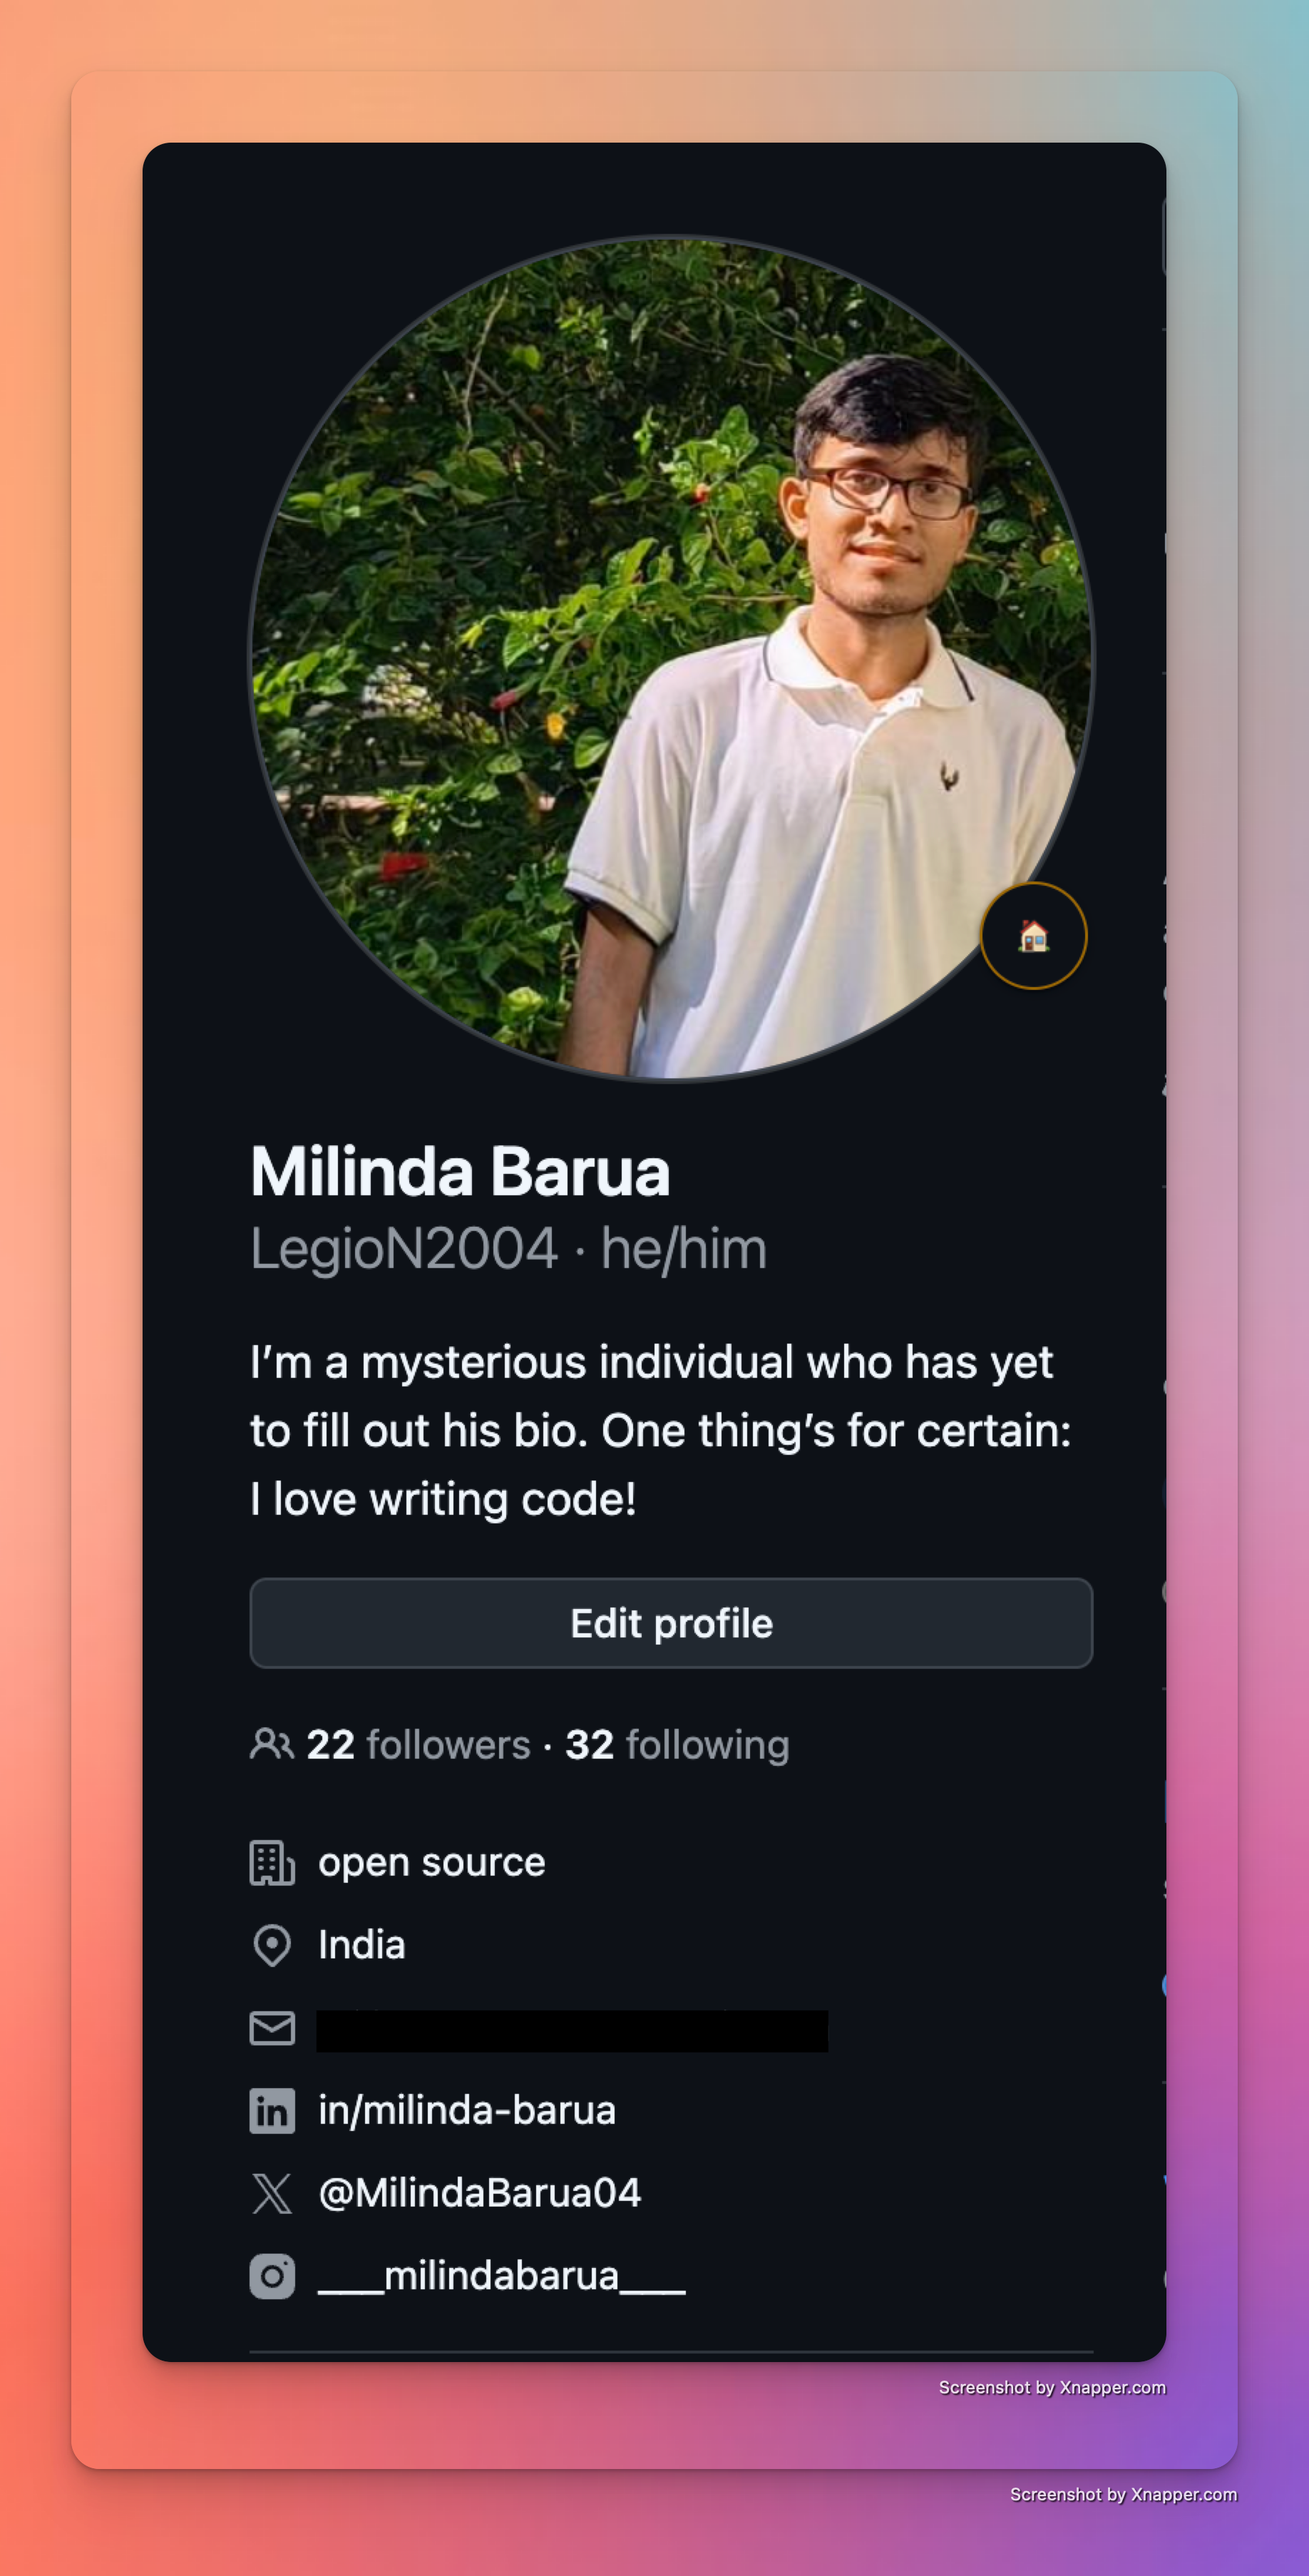 Milinda Barua
LegioN2004 · he/him
I’m a mysterious individual who has yet
to fill out his bio. One thing’s for certain:
I love writing code!
Edit profile
22 followers · 32 following
open source
India
in/milinda-barua
@MilindaBarua04
___milindabarua___
Screenshot by Xnapper.com
Screenshot by Xnapper.com